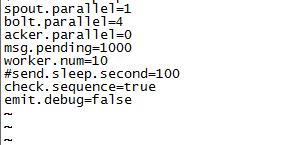 spout.parallel=1
bolt.parallel=4
acker.parallel=0
msg.pending=1000
worker.num=10
#send.sleep.second=100
check.sequence=true
emit.debug=false
~
~
~